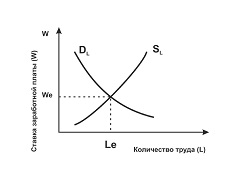 W
Ставка заработной платы (W)
DL
SL
We
Le
Количество труда (L)